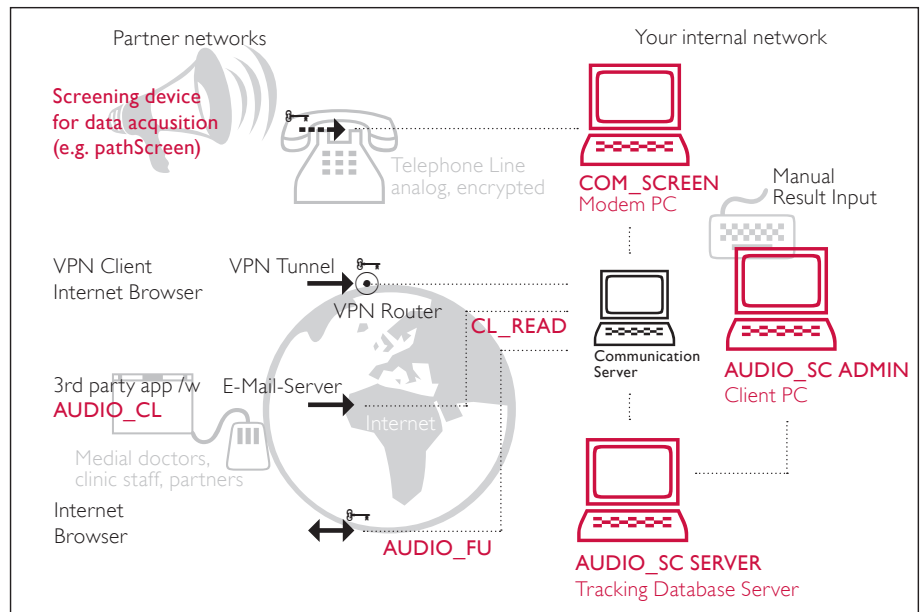 Partner networks
Your internal network
Screening device
for data acqusition
(e.g. pathScreen)
Telephone Line
analog, encrypted
COM_SCREEN
Modem PC
Manual
Result Input
VPN Client
Internet Browser
VPN Tunnel
VPN Router
CL_READ
Communication
Server
AUDIO_SC ADMIN
Client PC
3rd party app /w
AUDIO_CL
E-Mail-Server
Internet
Medial doctors,
clinic staff, partners
Internet
Browser
AUDIO_FU
AUDIO_SC SERVER
Tracking Database Server